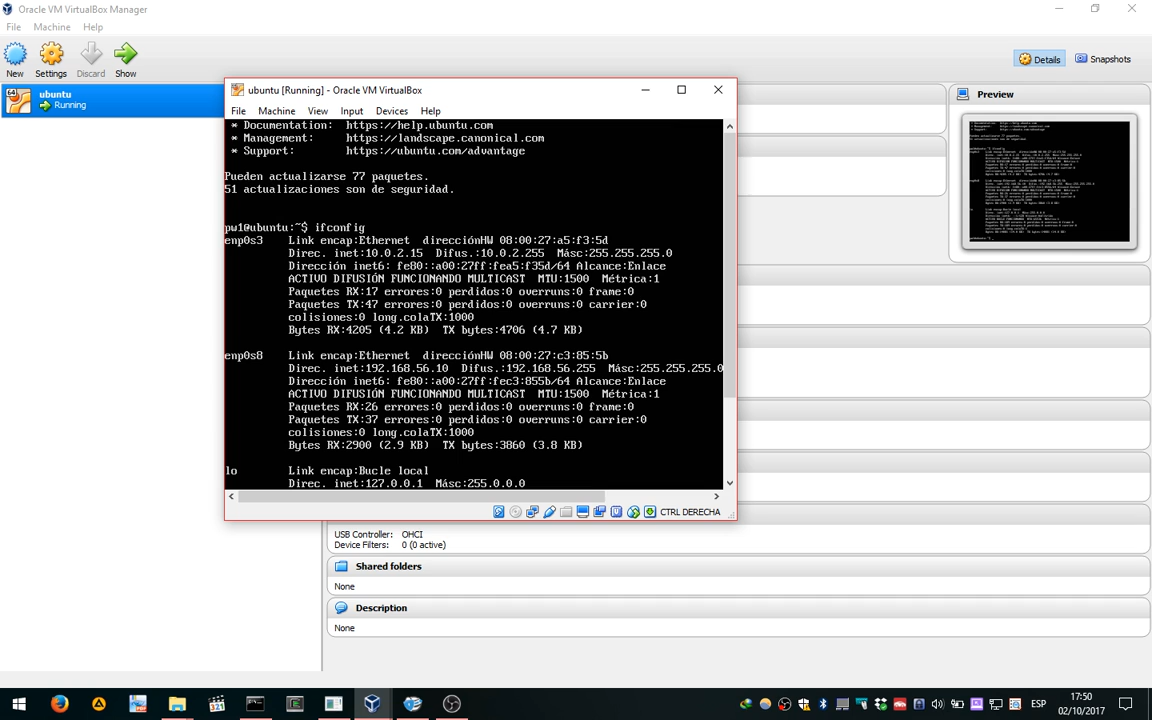 Oracle VM VirtualBox Manager
File Machine Help
New Settings Discard Show
Details Snapshots
64 ubuntu
Running
Preview
ubuntu [Running] - Oracle VM VirtualBox
File Machine View Input Devices Help
* Documentation: https://help.ubuntu.com
* Management: https://landscape.canonical.com
* Support: https://ubuntu.com/advantage
Pueden actualizarse 77 paquetes.
51 actualizaciones son de seguridad.
pw1@ubuntu:~$ ifconfig
enp0s3 Link encap:Ethernet direcciónHW 08:00:27:a5:f3:5d
Direc. inet:10.0.2.15 Difus.:10.0.2.255 Másc:255.255.255.0
Dirección inet6: fe80::a00:27ff:fea5:f35d/64 Alcance:Enlace
ACTIVO DIFUSIÓN FUNCIONANDO MULTICAST MTU:1500 Métrica:1
Paquetes RX:17 errores:0 perdidos:0 overruns:0 frame:0
Paquetes TX:47 errores:0 perdidos:0 overruns:0 carrier:0
colisiones:0 long.colaTX:1000
Bytes RX:4205 (4.2 KB) TX bytes:4706 (4.7 KB)
enp0s8 Link encap:Ethernet direcciónHW 08:00:27:c3:85:5b
Direc. inet:192.168.56.10 Difus.:192.168.56.255 Másc:255.255.255.0
Dirección inet6: fe80::a00:27ff:fec3:855b/64 Alcance:Enlace
ACTIVO DIFUSIÓN FUNCIONANDO MULTICAST MTU:1500 Métrica:1
Paquetes RX:26 errores:0 perdidos:0 overruns:0 frame:0
Paquetes TX:37 errores:0 perdidos:0 overruns:0 carrier:0
colisiones:0 long.colaTX:1000
Bytes RX:2900 (2.9 KB) TX bytes:3860 (3.8 KB)
lo Link encap:Bucle local
Direc. inet:127.0.0.1 Másc:255.0.0.0
CTRL DERECHA
USB Controller: OHCI
Device Filters: 0 (0 active)
Shared folders
None
Description
None
321
ESP
17:50
02/10/2017